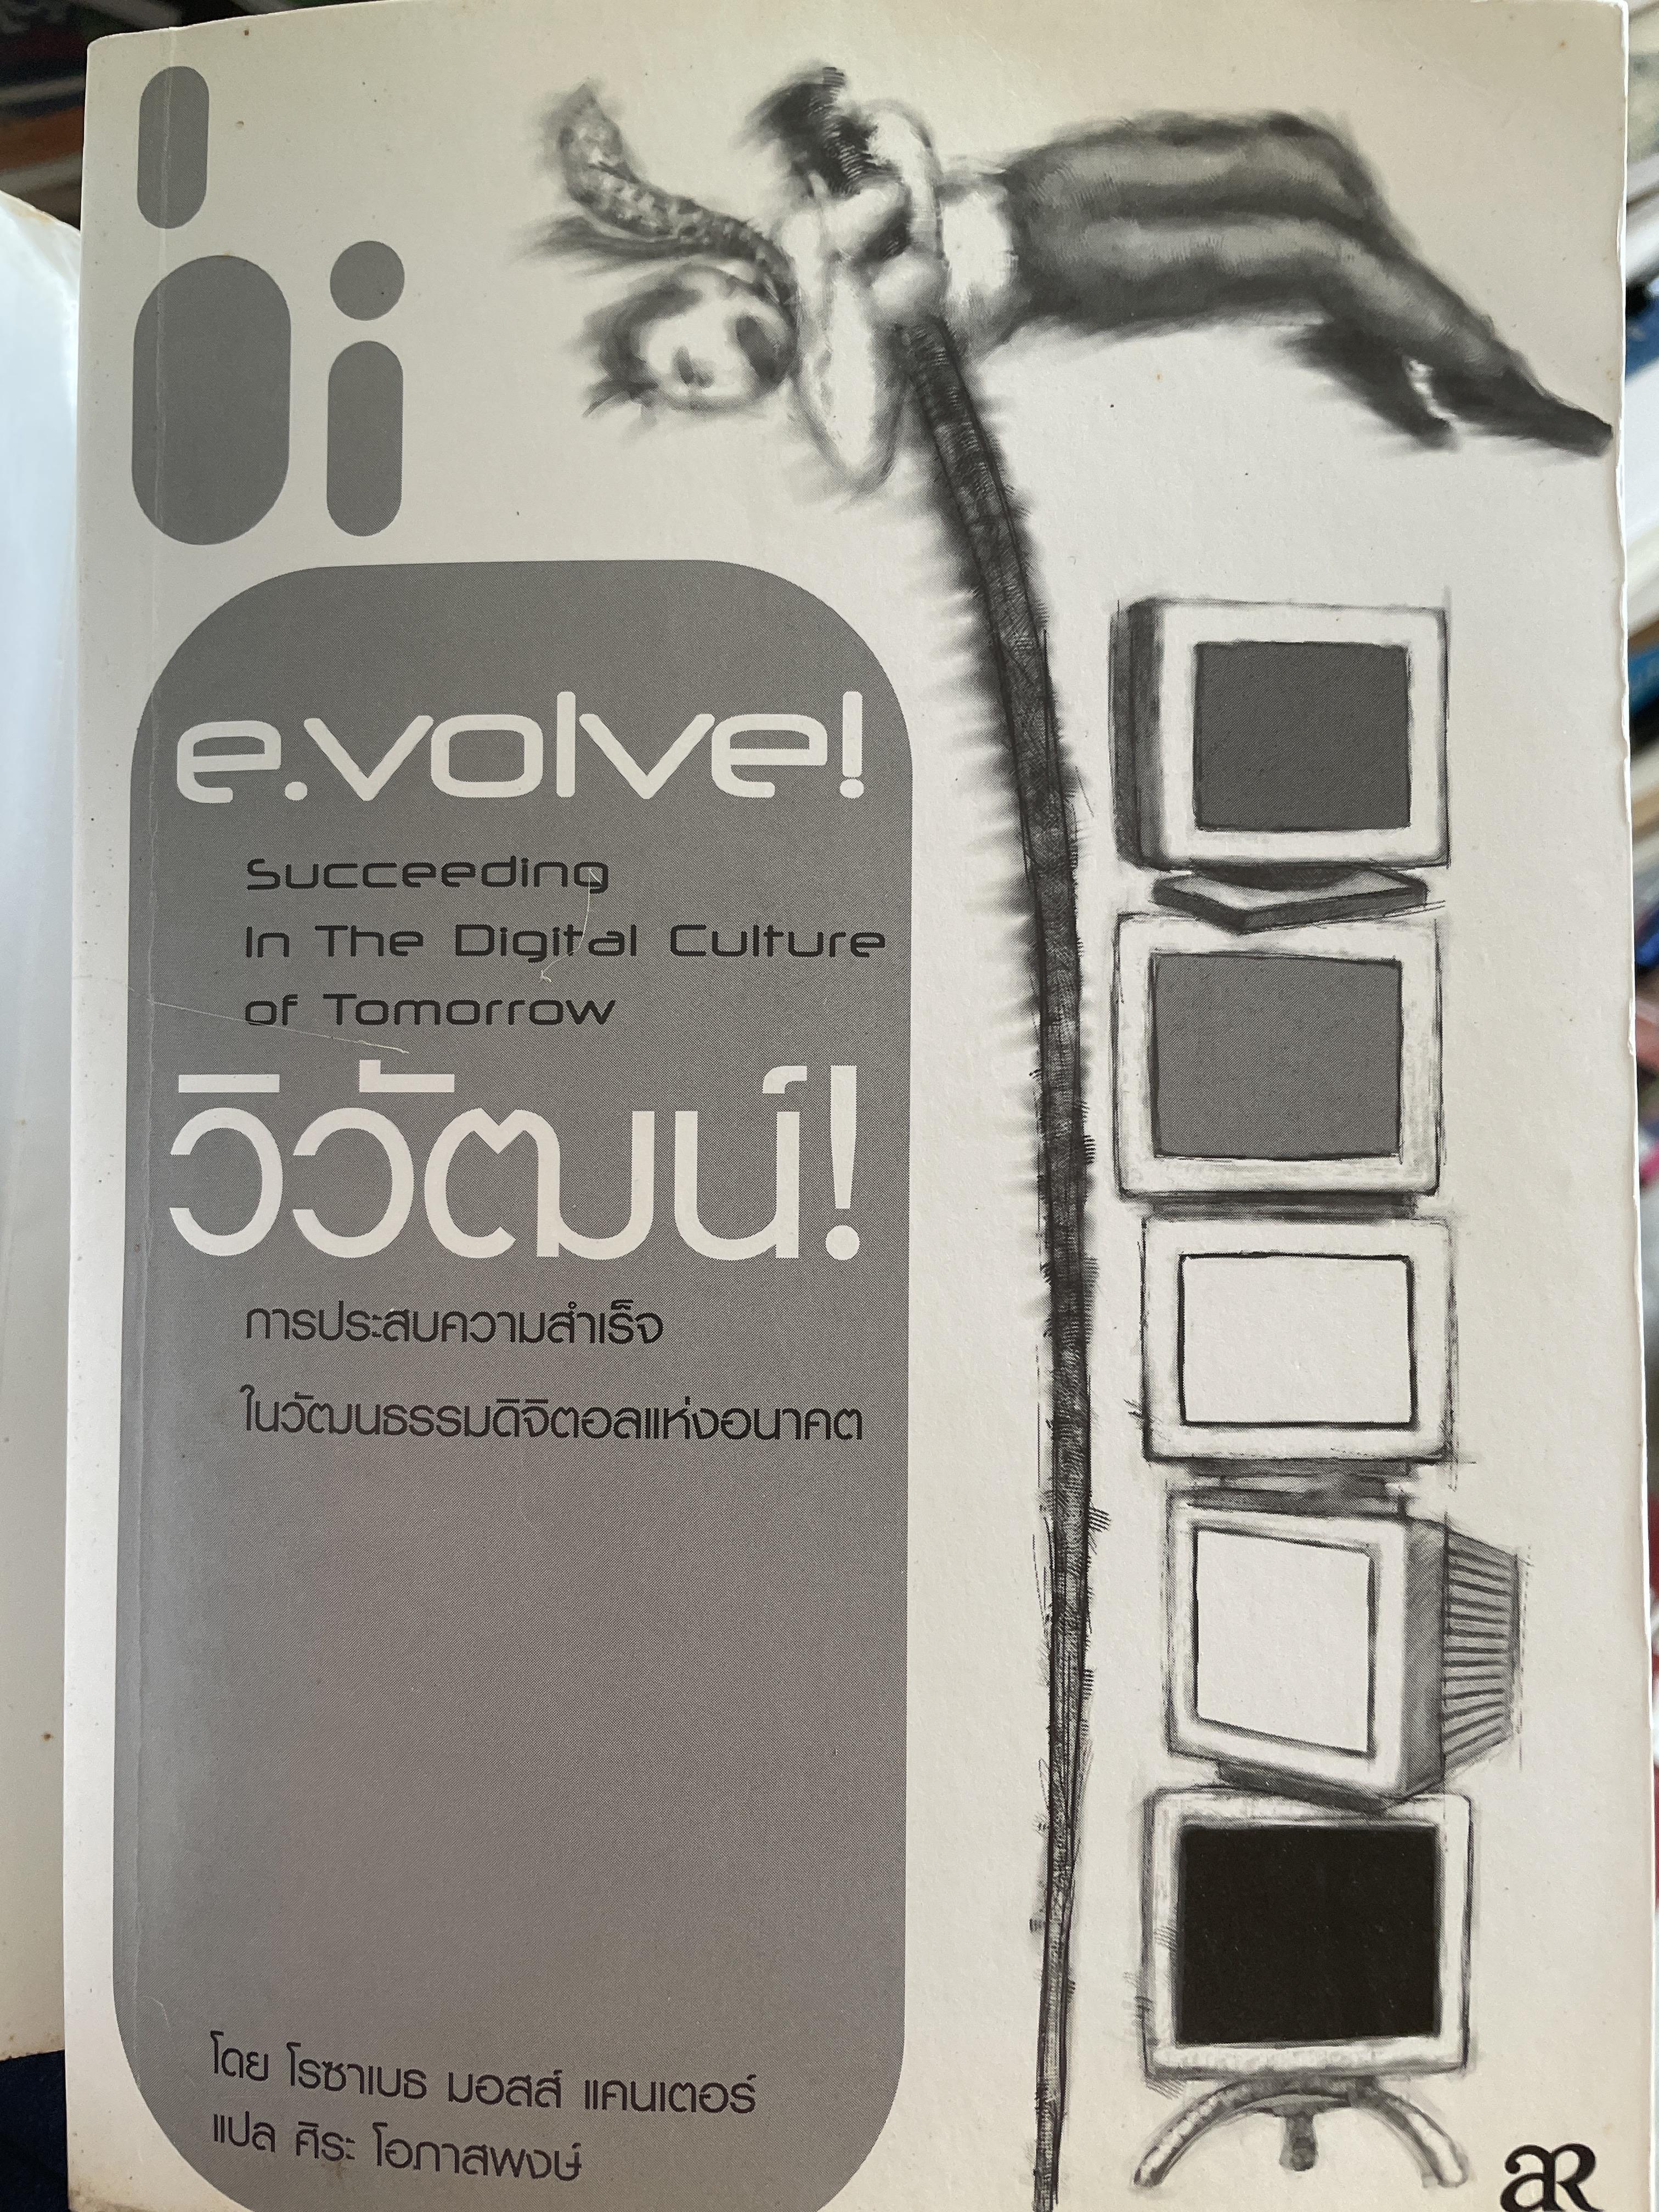 e.volve!
Succeeding
In The Digital Culture
of Tomorrow
วิวัฒน์!
การประสบความสำเร็จ
ในวัฒนธรรมดิจิตอลแห่งอนาคต
โดย โรซาเบธ มอสส์ แคนเตอร์
แปล ศิระ โอภาสพงษ์
aR